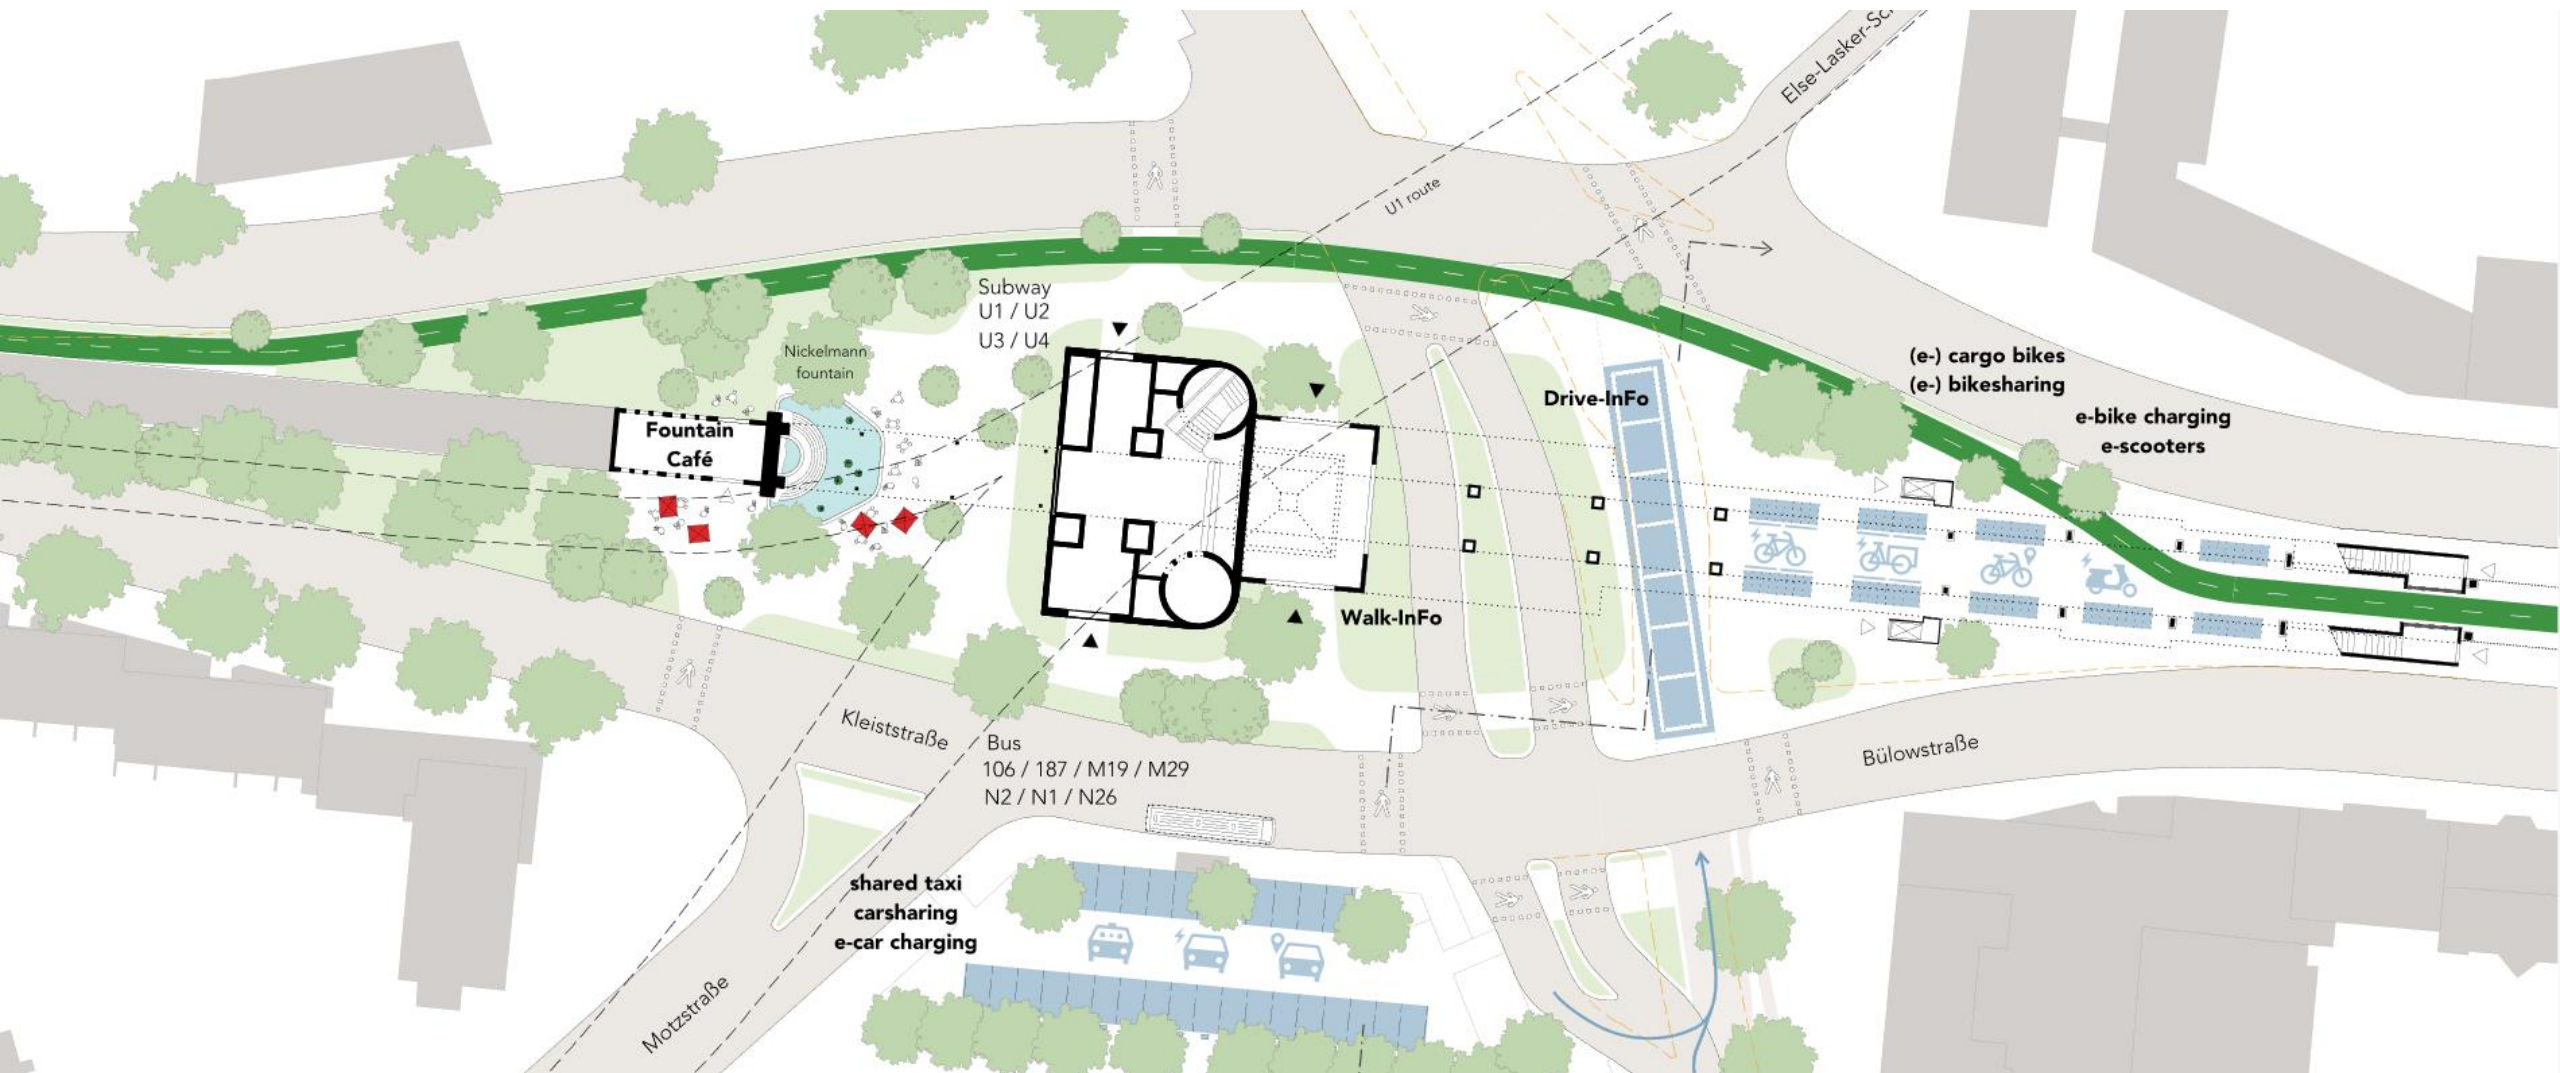 Else-Lasker-Sc
U1 route
Subway
U1 / U2
U3 / U4
Nickelmann
fountain
Fountain
Café
Drive-InFo
(e-) cargo bikes
(e-) bikesharing
e-bike charging
e-scooters
Walk-InFo
Kleiststraße
Bus
106 / 187 / M19 / M29
N2 / N1 / N26
Bülowstraße
shared taxi
carsharing
e-car charging
Motzstraße